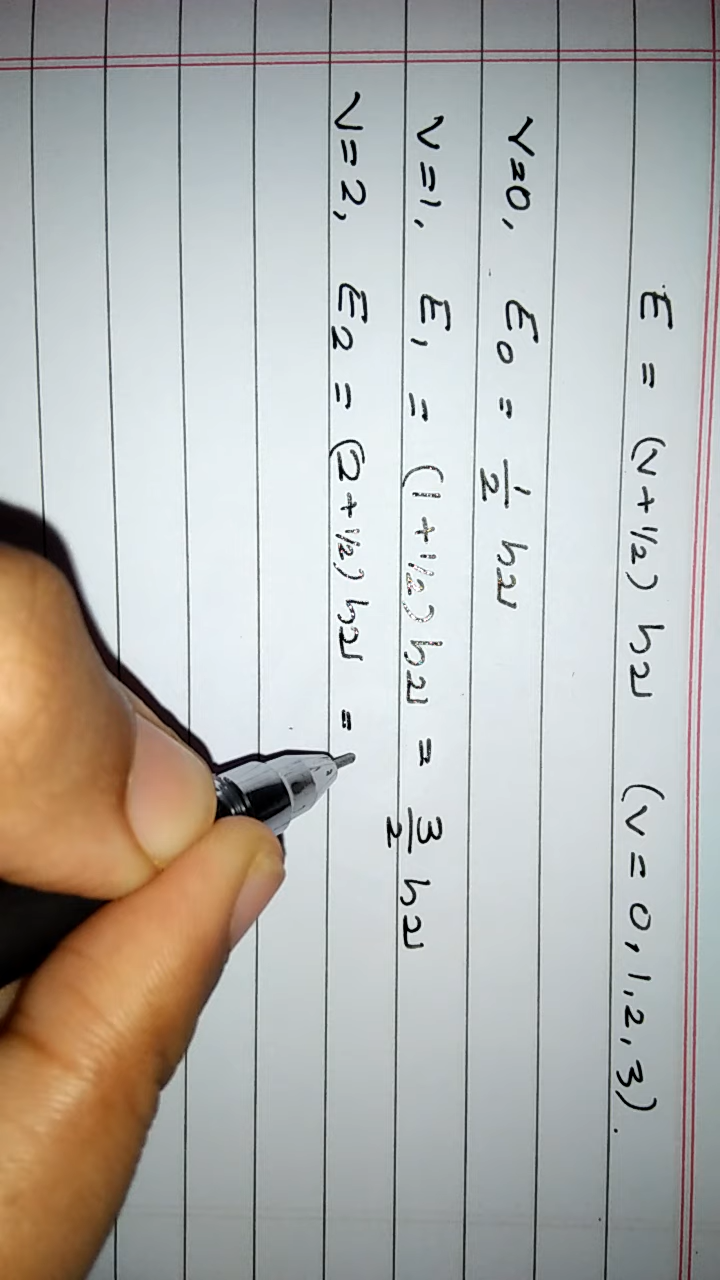 E = (v+1/2) hν (v = 0, 1, 2, 3).
v=0, E0 = 1/2 hν
v=1, E1 = (1+1/2) hν = 3/2 hν
v=2, E2 = (2+1/2) hν =